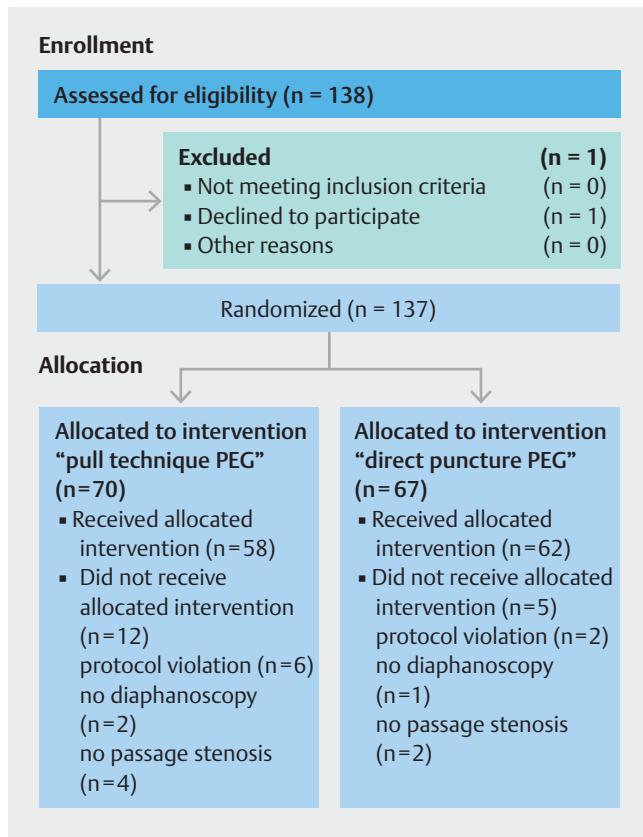 Enrollment
Assessed for eligibility (n = 138)
Excluded (n = 1)
▪ Not meeting inclusion criteria (n = 0)
▪ Declined to participate (n = 1)
▪ Other reasons (n = 0)
Randomized (n = 137)
Allocation
Allocated to intervention
“pull technique PEG”
(n=70)
▪ Received allocated
intervention (n=58)
▪ Did not receive
allocated intervention
(n=12)
protocol violation (n=6)
no diaphanoscopy
(n=2)
no passage stenosis
(n=4)
Allocated to intervention
“direct puncture PEG”
(n=67)
▪ Received allocated
intervention (n=62)
▪ Did not receive allocated
intervention (n=5)
protocol violation (n=2)
no diaphanoscopy
(n=1)
no passage stenosis
(n=2)